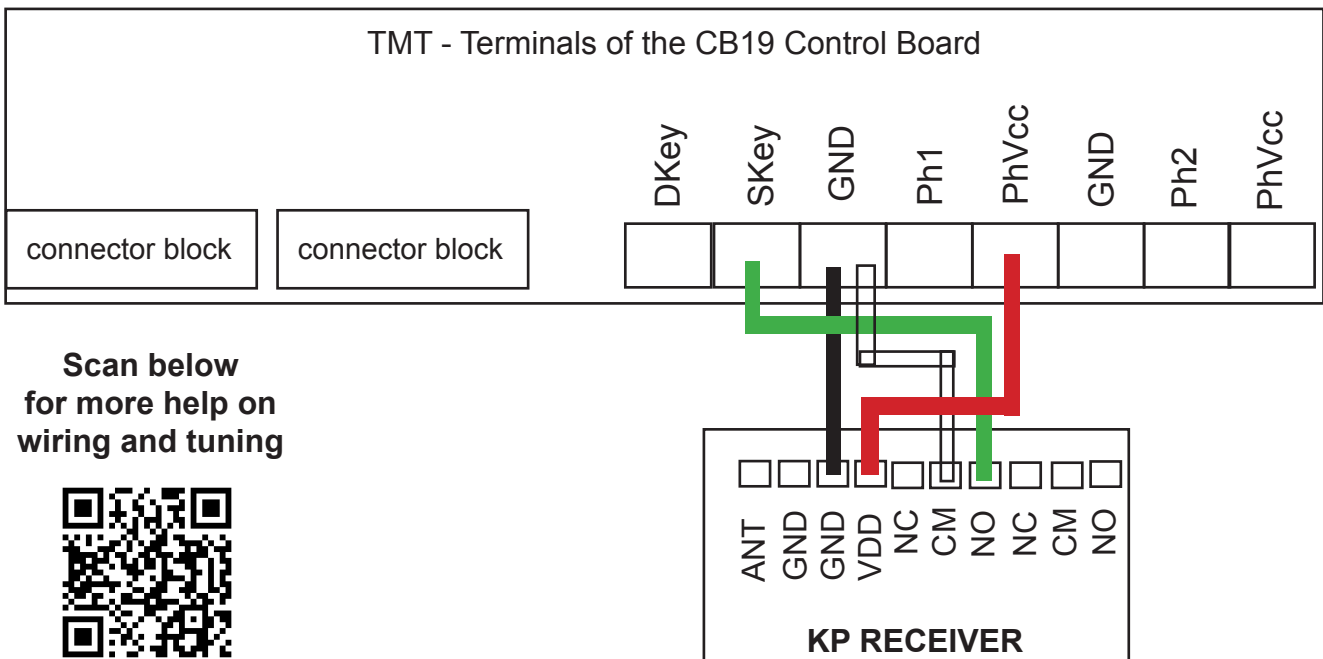 TMT - Terminals of the CB19 Control Board
DKey
SKey
GND
Ph1
PhVcc
GND
Ph2
PhVcc
connector block
connector block
Scan below
for more help on
wiring and tuning
ANT
GND
GND
VDD
NC
CM
NO
NC
CM
NO
KP RECEIVER